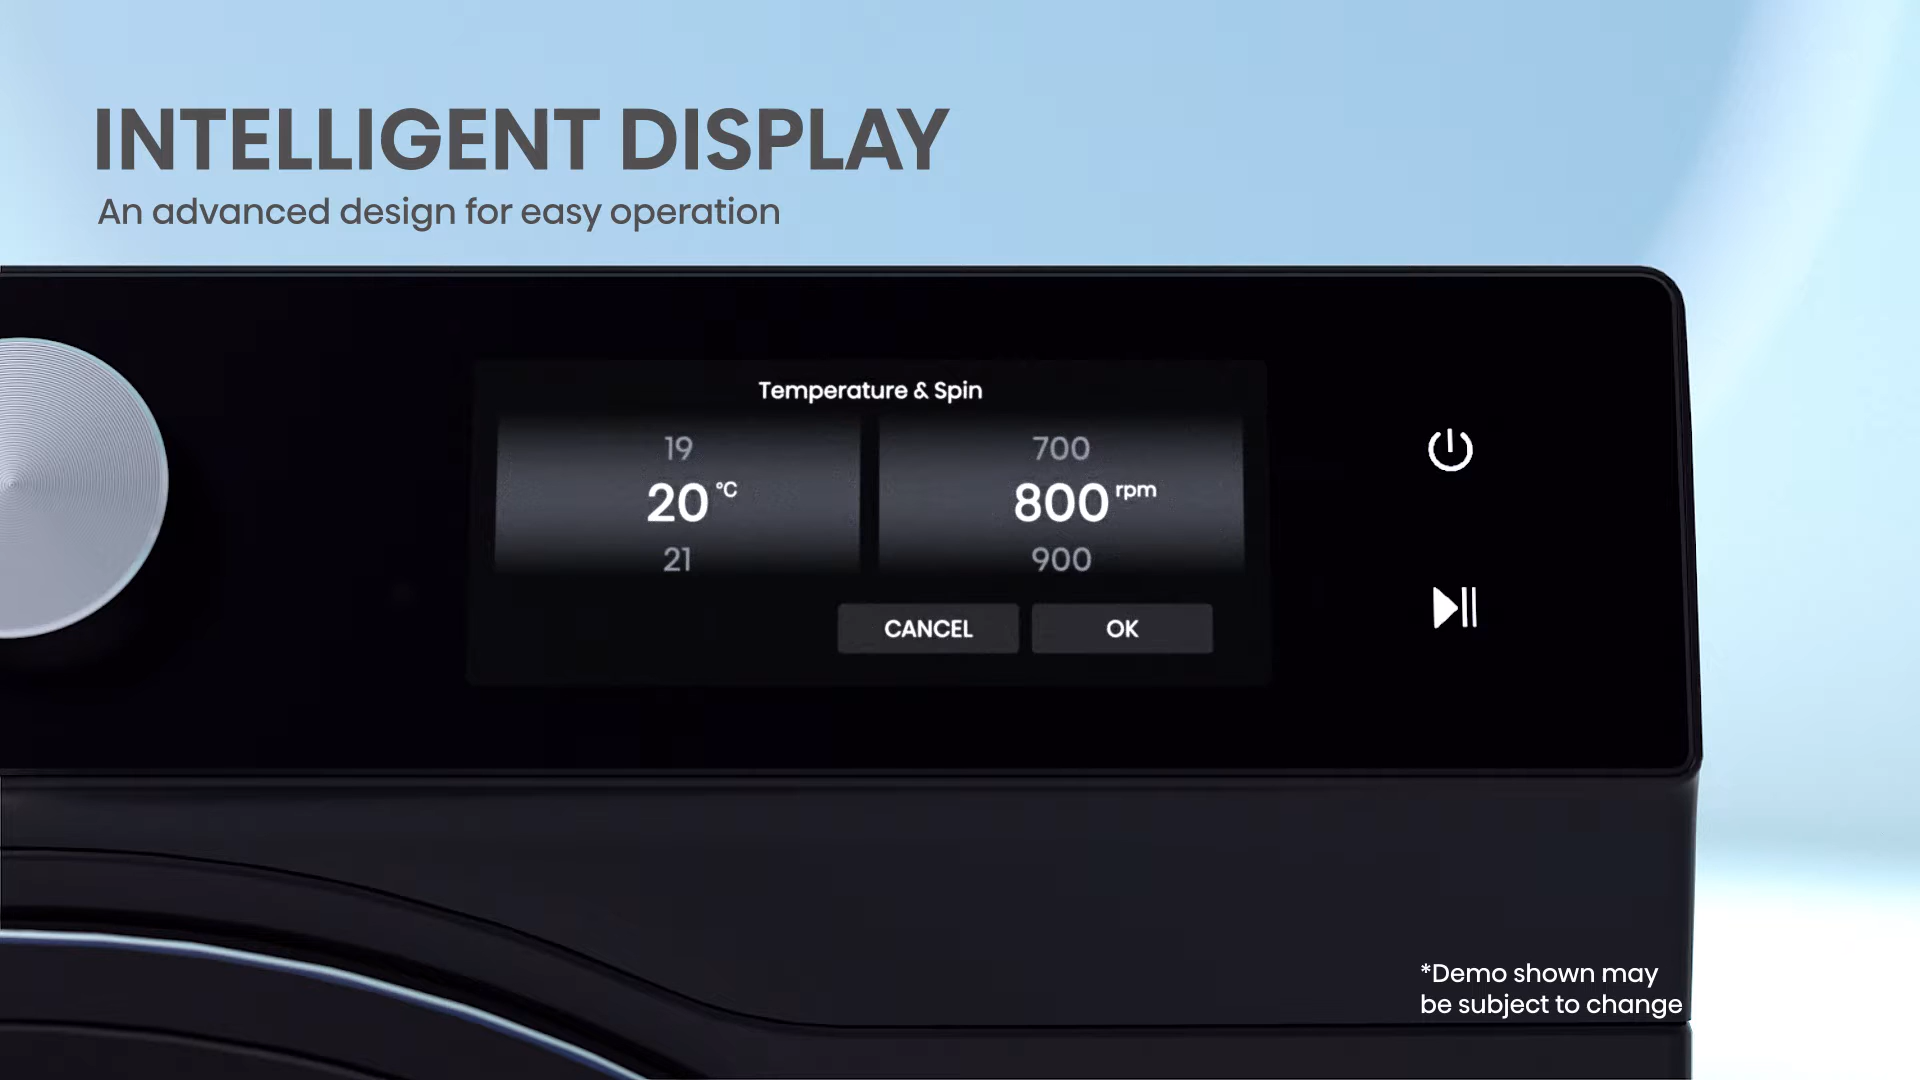 INTELLIGENT DISPLAY
An advanced design for easy operation
Temperature & Spin
19
20 °C
21
700
800 rpm
900
CANCEL
OK
*Demo shown may
be subject to change